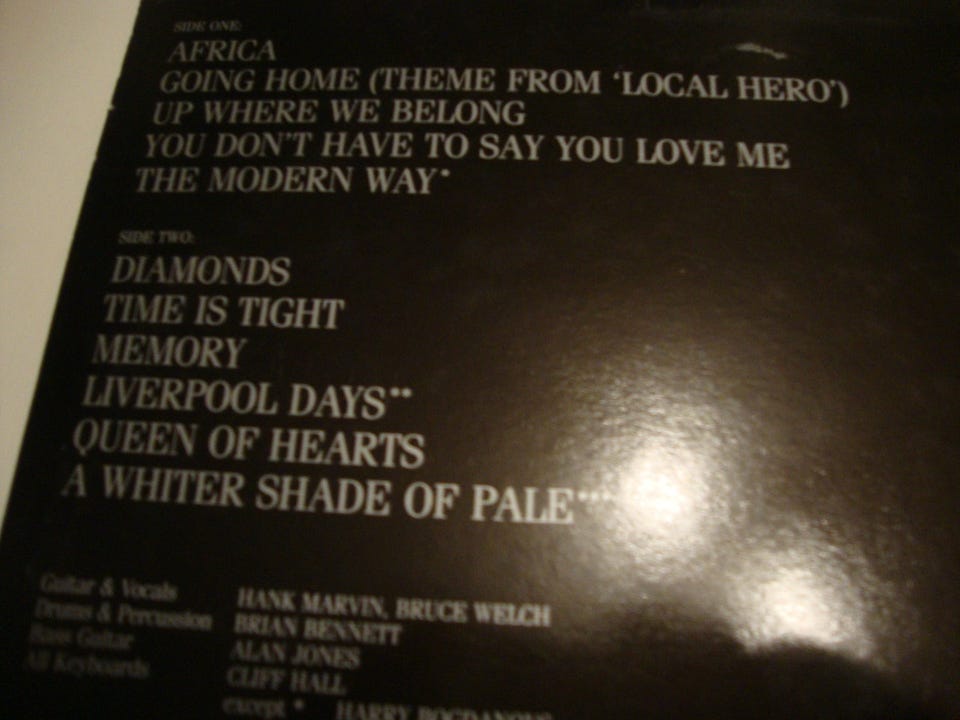 SIDE ONE:
AFRICA
GOING HOME (THEME FROM 'LOCAL HERO')
UP WHERE WE BELONG
YOU DON'T HAVE TO SAY YOU LOVE ME
THE MODERN WAY*
SIDE TWO:
DIAMONDS
TIME IS TIGHT
MEMORY
LIVERPOOL DAYS**
QUEEN OF HEARTS
A WHITER SHADE OF PALE***
Guitar & Vocals HANK MARVIN, BRUCE WELCH
Drums & Percussion BRIAN BENNETT
Bass Guitar ALAN JONES
All Keyboards CLIFF HALL
except * HARRY